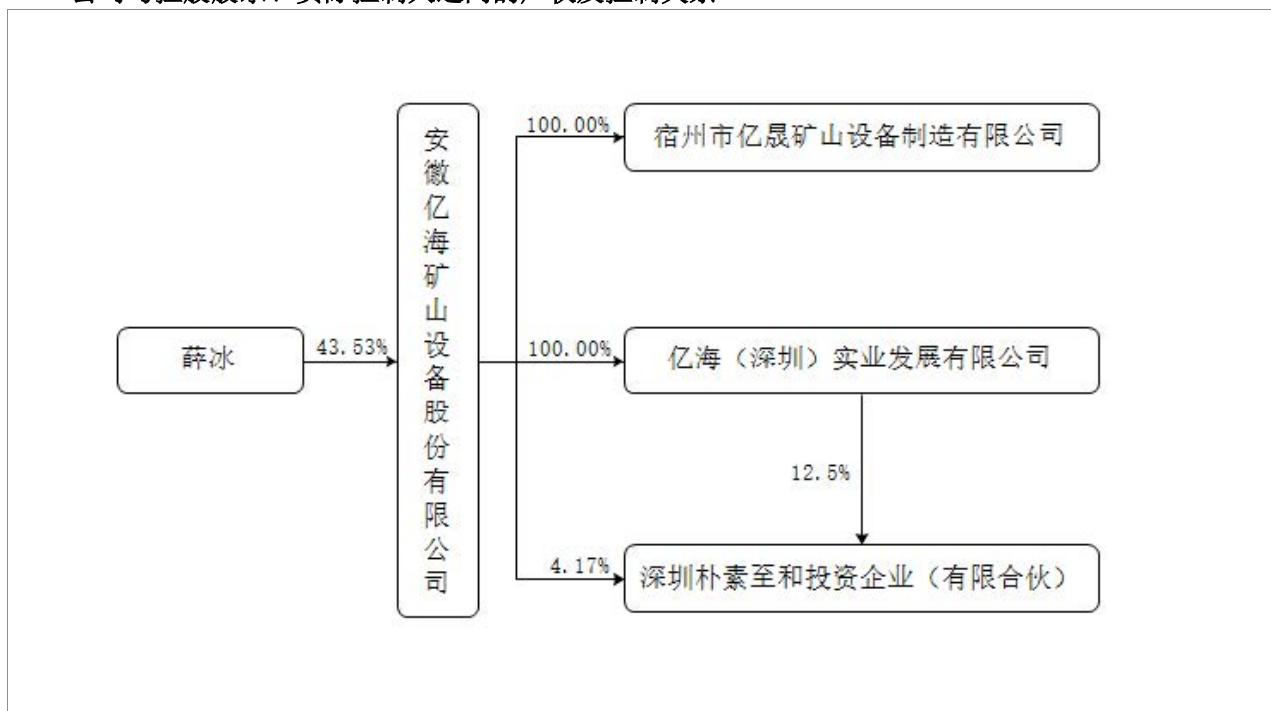 100.00%
宿州市亿晟矿山设备制造有限公司
安徽亿海矿山设备股份有限公司
薛冰
43.53%
100.00%
亿海（深圳）实业发展有限公司
12.5%
4.17%
深圳朴素至和投资企业（有限合伙）